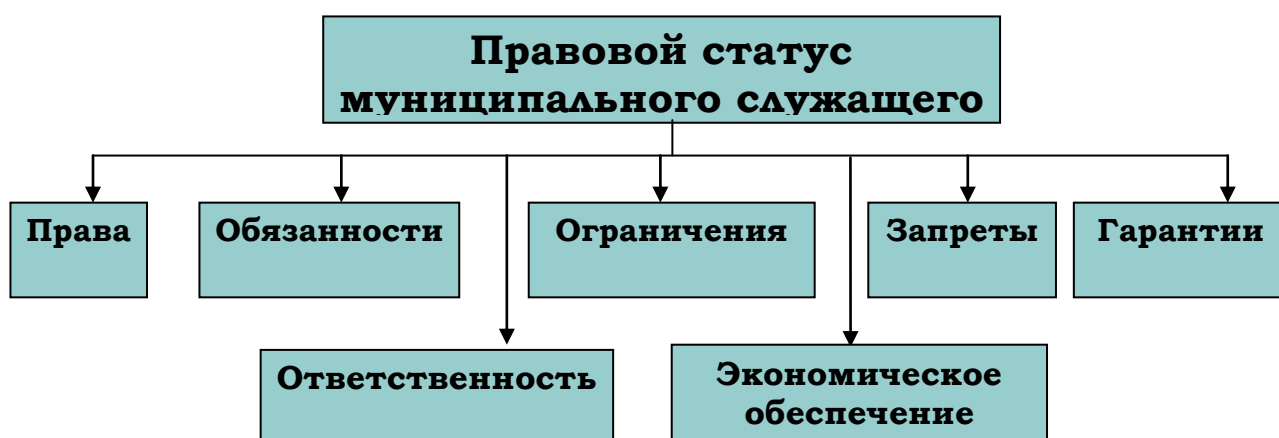 Правовой статус
муниципального служащего
Права
Обязанности
Ограничения
Запреты
Гарантии
Ответственность
Экономическое
обеспечение